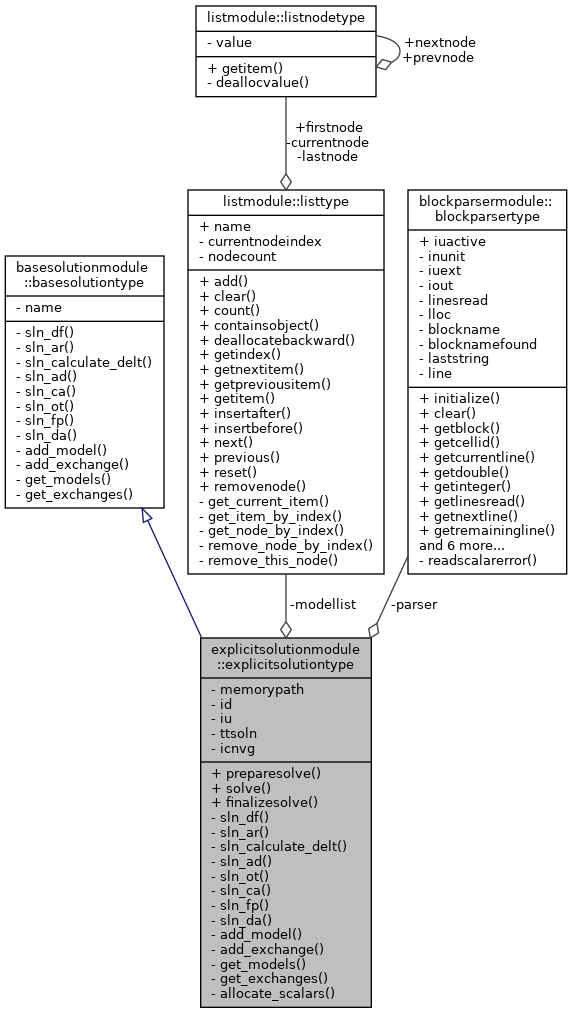 listmodule::listnodetype
- value
+ getitem()
- deallocvalue()
+nextnode
+prevnode
+firstnode
-currentnode
-lastnode
listmodule::listtype
+ name
- currentnodeindex
- nodecount
+ add()
+ clear()
+ count()
+ containsobject()
+ deallocatebackward()
+ getindex()
+ getnextitem()
+ getpreviousitem()
+ getitem()
+ insertafter()
+ insertbefore()
+ next()
+ previous()
+ reset()
+ removenode()
- get_current_item()
- get_item_by_index()
- get_node_by_index()
- remove_node_by_index()
- remove_this_node()
blockparsermodule::
blockparsertype
+ iuactive
- inunit
- iuext
- iout
- linesread
- lloc
- blockname
- blocknamefound
- laststring
- line
+ initialize()
+ clear()
+ getblock()
+ getcellid()
+ getcurrentline()
+ getdouble()
+ getinteger()
+ getlinesread()
+ getnextline()
+ getremainingline()
and 6 more...
- readscalarerror()
basesolutionmodule
::basesolutiontype
- name
- sln_df()
- sln_ar()
- sln_calculate_delt()
- sln_ad()
- sln_ca()
- sln_ot()
- sln_fp()
- sln_da()
- add_model()
- add_exchange()
- get_models()
- get_exchanges()
-modellist
-parser
explicitsolutionmodule
::explicitsolutiontype
- memorypath
- id
- iu
- ttsoln
- icnvg
+ preparesolve()
+ solve()
+ finalizesolve()
- sln_df()
- sln_ar()
- sln_calculate_delt()
- sln_ad()
- sln_ot()
- sln_ca()
- sln_fp()
- sln_da()
- add_model()
- add_exchange()
- get_models()
- get_exchanges()
- allocate_scalars()